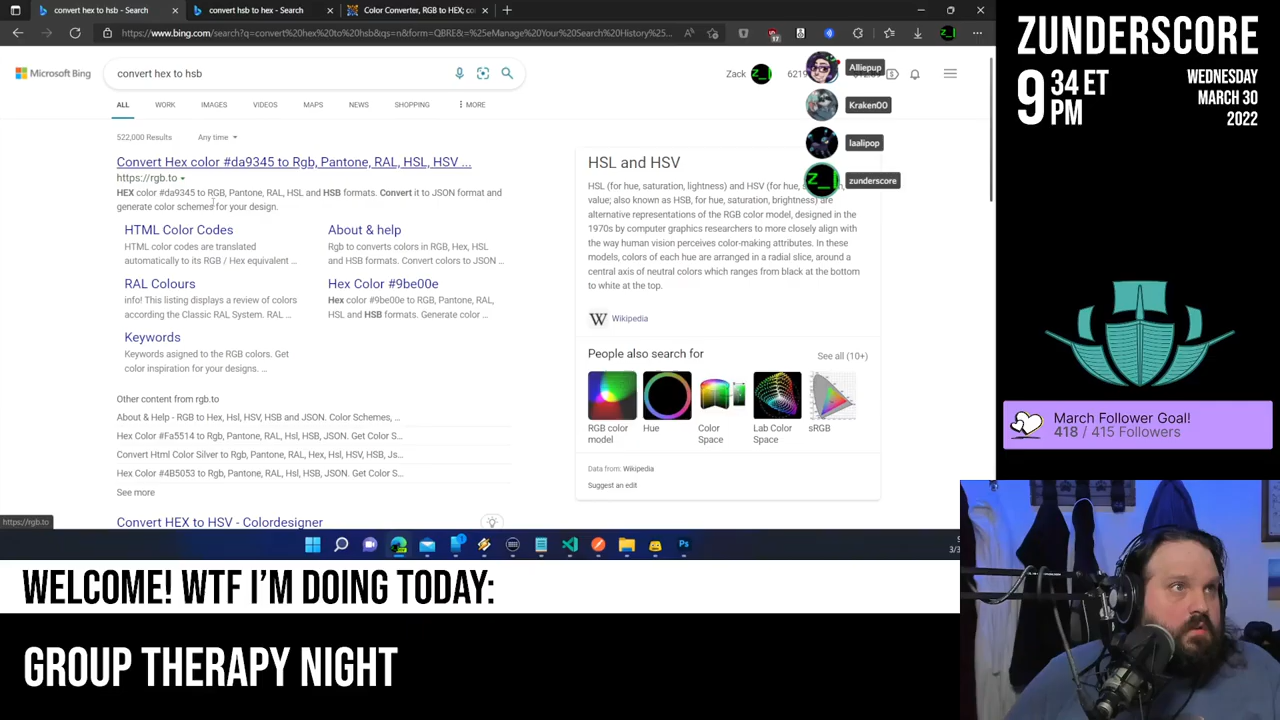 convert hex to hsb - Search
convert hsb to hex - Search
Color Converter, RGB to HEX; co
https://www.bing.com/search?q=convert%20hex%20to%20hsb&qs=n&form=QBRE&=%25eManage%20Your%20Search%20History%25...
Microsoft Bing
convert hex to hsb
Zack
6219
ALL
WORK
IMAGES
VIDEOS
MAPS
NEWS
SHOPPING
MORE
522,000 Results
Any time
Convert Hex color #da9345 to Rgb, Pantone, RAL, HSL, HSV ...
https://rgb.to
HEX color #da9345 to RGB, Pantone, RAL, HSL and HSB formats. Convert it to JSON format and
generate color schemes for your design.
HTML Color Codes
HTML color codes are translated
automatically to its RGB / Hex equivalent ...
About & help
Rgb to converts colors in RGB, Hex, HSL
and HSB formats. Convert colors to JSON ...
RAL Colours
info! This listing displays a review of colors
according the Classic RAL System. RAL ...
Hex Color #9be00e
Hex color #9be00e to RGB, Pantone, RAL,
HSL and HSB formats. Generate color ...
Keywords
Keywords asigned to the RGB colors. Get
color inspiration for your designs. ...
Other content from rgb.to
About & Help - RGB to Hex, Hsl, HSV, HSB and JSON. Color Schemes, ...
Hex Color #Fa5514 to Rgb, Pantone, RAL, Hsl, HSB, JSON. Get Color S...
Convert Html Color Silver to Rgb, Pantone, RAL, Hex, Hsl, HSV, HSB, Js...
Hex Color #4B5053 to Rgb, Pantone, RAL, Hsl, HSB, JSON. Get Color S...
See more
Convert HEX to HSV - Colordesigner
https://rgb.to
HSL and HSV
HSL (for hue, saturation, lightness) and HSV (for hue,
value; also known as HSB, for hue, saturation, brightness) are
alternative representations of the RGB color model, designed in the
1970s by computer graphics researchers to more closely align with
the way human vision perceives color-making attributes. In these
models, colors of each hue are arranged in a radial slice, around a
central axis of neutral colors which ranges from black at the bottom
to white at the top.
W Wikipedia
People also search for
See all (10+)
RGB color
model
Hue
Color
Space
Lab Color
Space
sRGB
Data from: Wikipedia
Suggest an edit
Alliepup
Kraken00
laalipop
zunderscore
ZUNDERSCORE
9 34 ET
PM
WEDNESDAY
MARCH 30
2022
March Follower Goal!
418 / 415 Followers
WELCOME! WTF I'M DOING TODAY:
GROUP THERAPY NIGHT